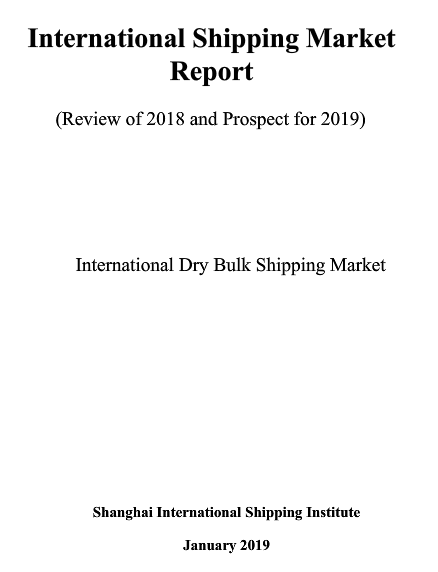 International Shipping Market
Report
(Review of 2018 and Prospect for 2019)
International Dry Bulk Shipping Market
Shanghai International Shipping Institute
January 2019